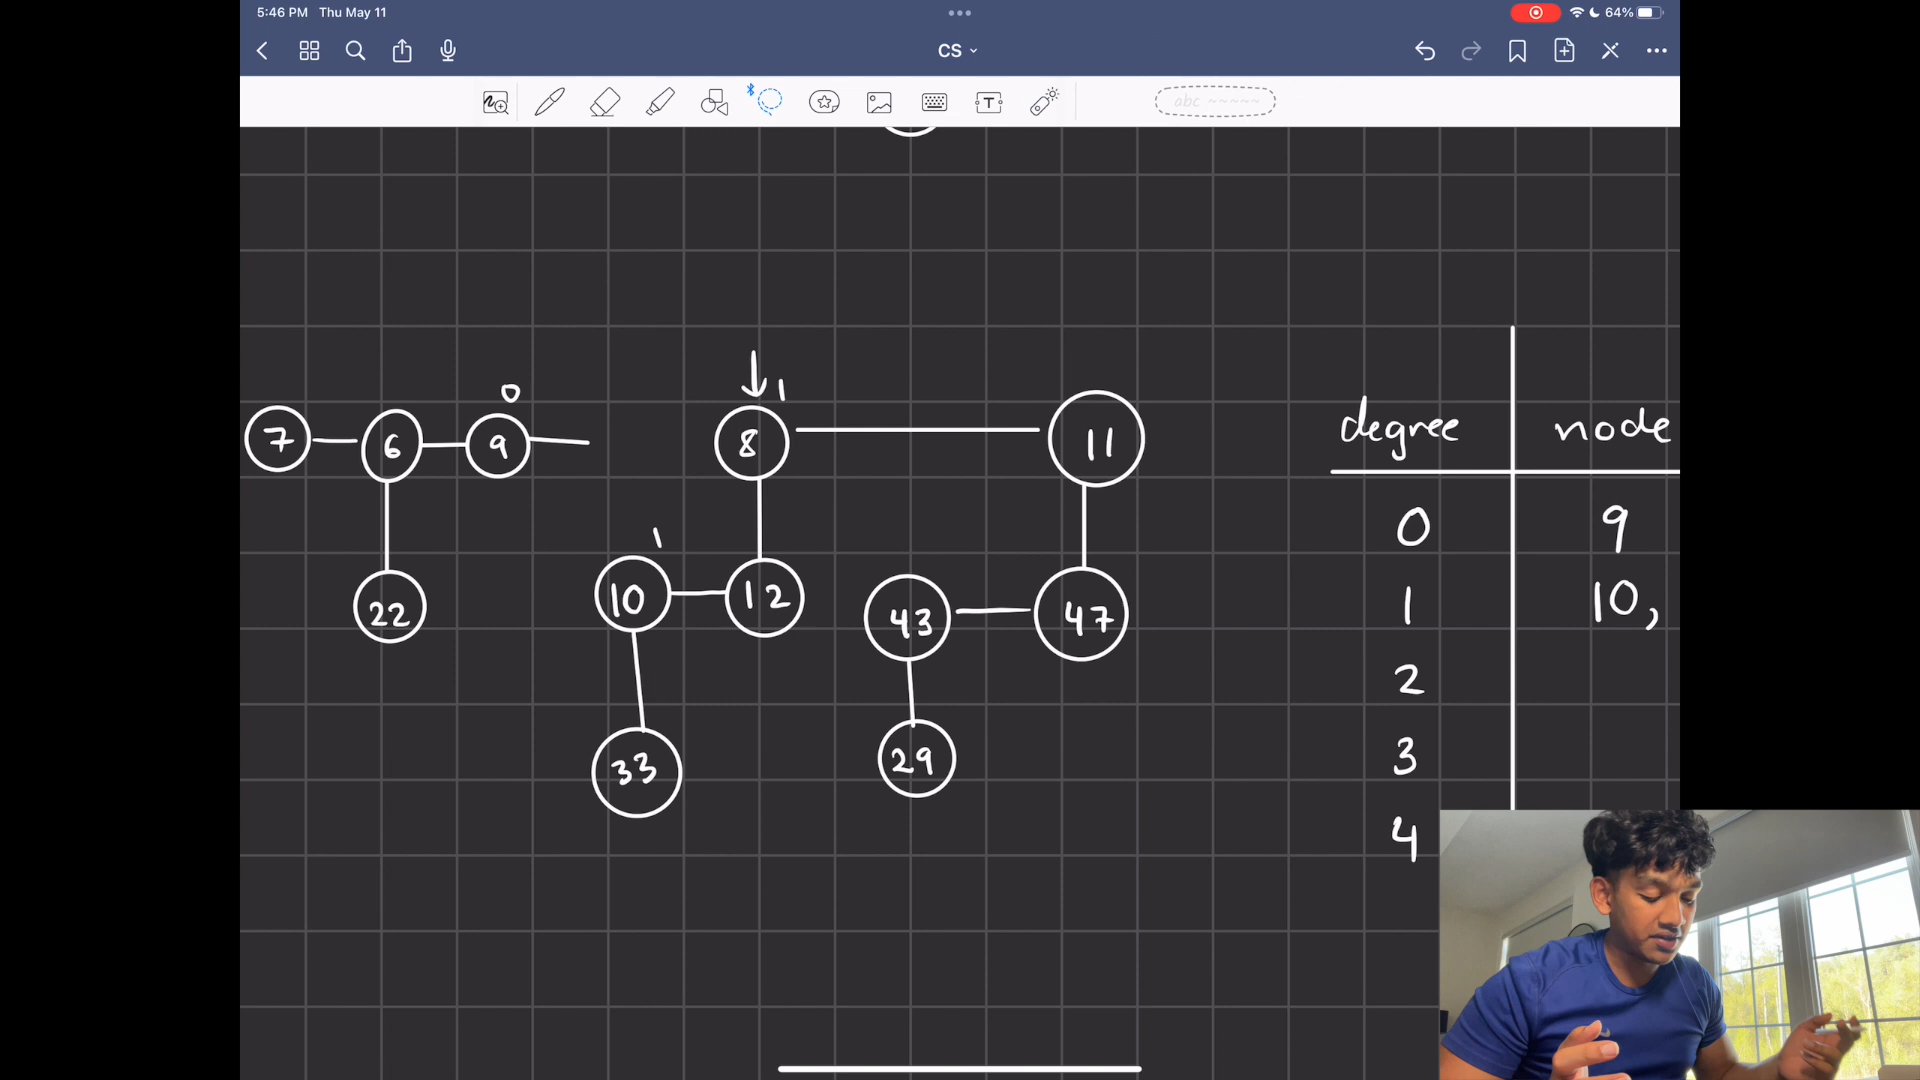 5:46 PM Thu May 11
64%
CS
abc
T
0
1
7 6 9 8 11
degree node
0 9
1
22 10 12 43 47
1 10,
2
33 29
3
4